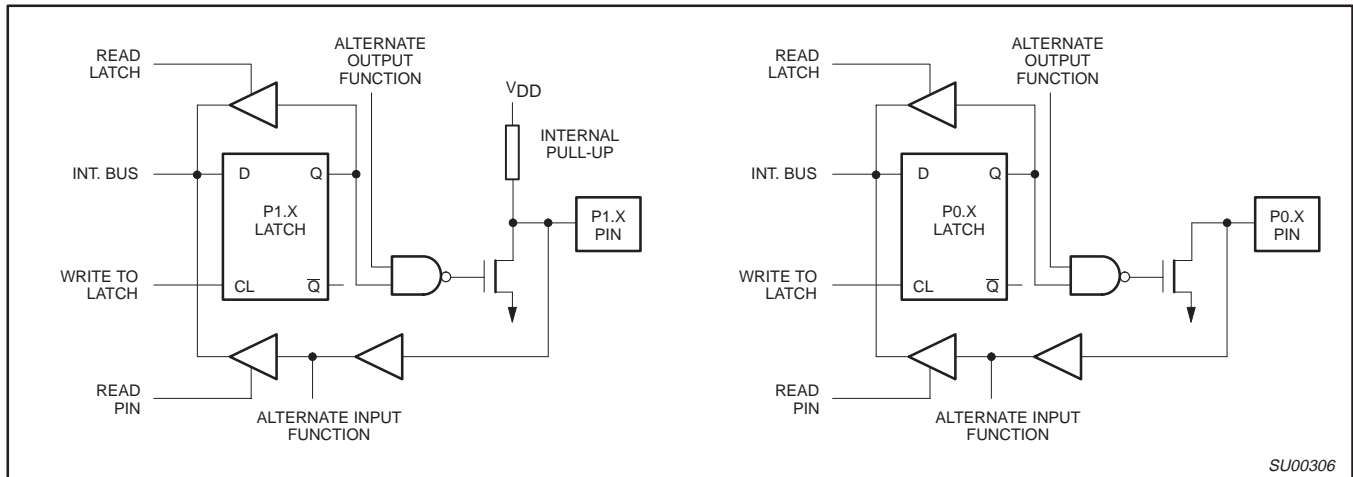 ALTERNATE
OUTPUT
FUNCTION
READ
LATCH
VDD
INTERNAL
PULL-UP
INT. BUS
D
Q
P1.X
LATCH
P1.X
PIN
WRITE TO
LATCH
CL
Q̅
READ
PIN
ALTERNATE INPUT
FUNCTION
ALTERNATE
OUTPUT
FUNCTION
READ
LATCH
INT. BUS
D
Q
P0.X
LATCH
P0.X
PIN
WRITE TO
LATCH
CL
Q̅
READ
PIN
ALTERNATE INPUT
FUNCTION
SU00306